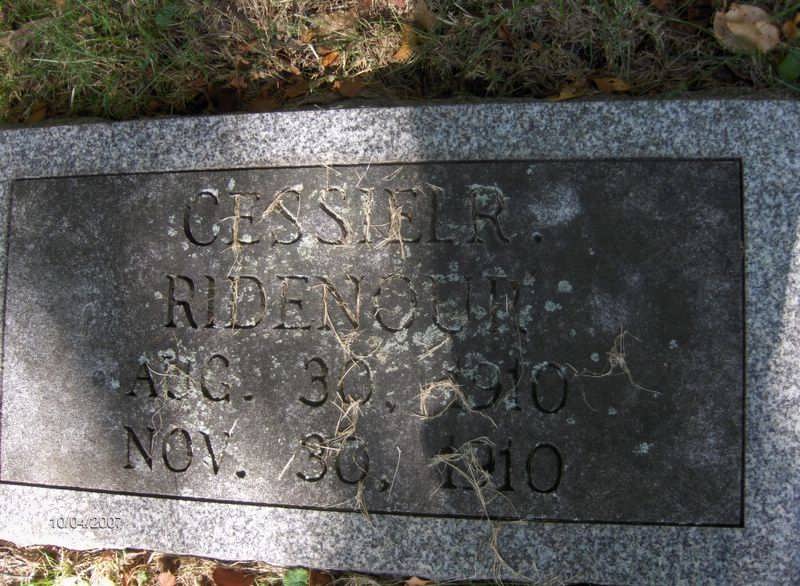 CESSIE R.
RIDENOUR
AUG. 30, 1910
NOV. 30, 1910
10/04/2007